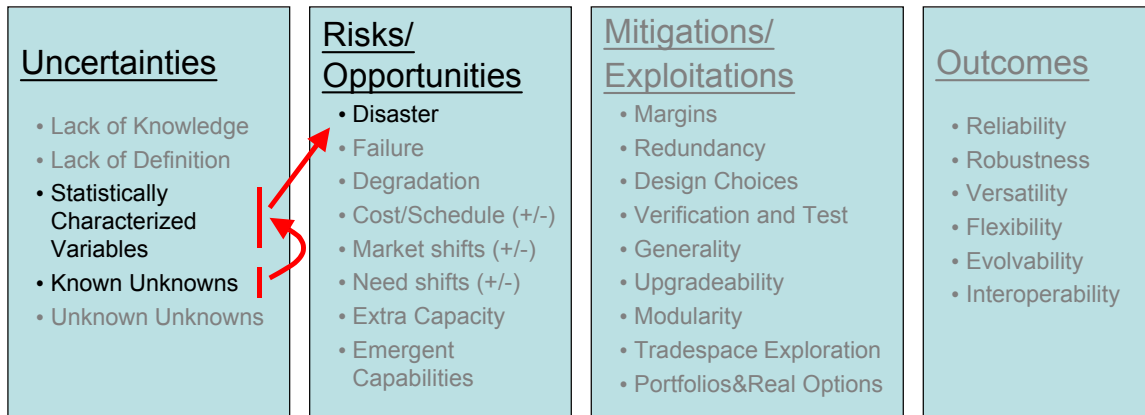 Uncertainties
• Lack of Knowledge
• Lack of Definition
• Statistically
Characterized
Variables
• Known Unknowns
• Unknown Unknowns
Risks/
Opportunities
• Disaster
• Failure
• Degradation
• Cost/Schedule (+/-)
• Market shifts (+/-)
• Need shifts (+/-)
• Extra Capacity
• Emergent
Capabilities
Mitigations/
Exploitations
• Margins
• Redundancy
• Design Choices
• Verification and Test
• Generality
• Upgradeability
• Modularity
• Tradespace Exploration
• Portfolios&Real Options
Outcomes
• Reliability
• Robustness
• Versatility
• Flexibility
• Evolvability
• Interoperability